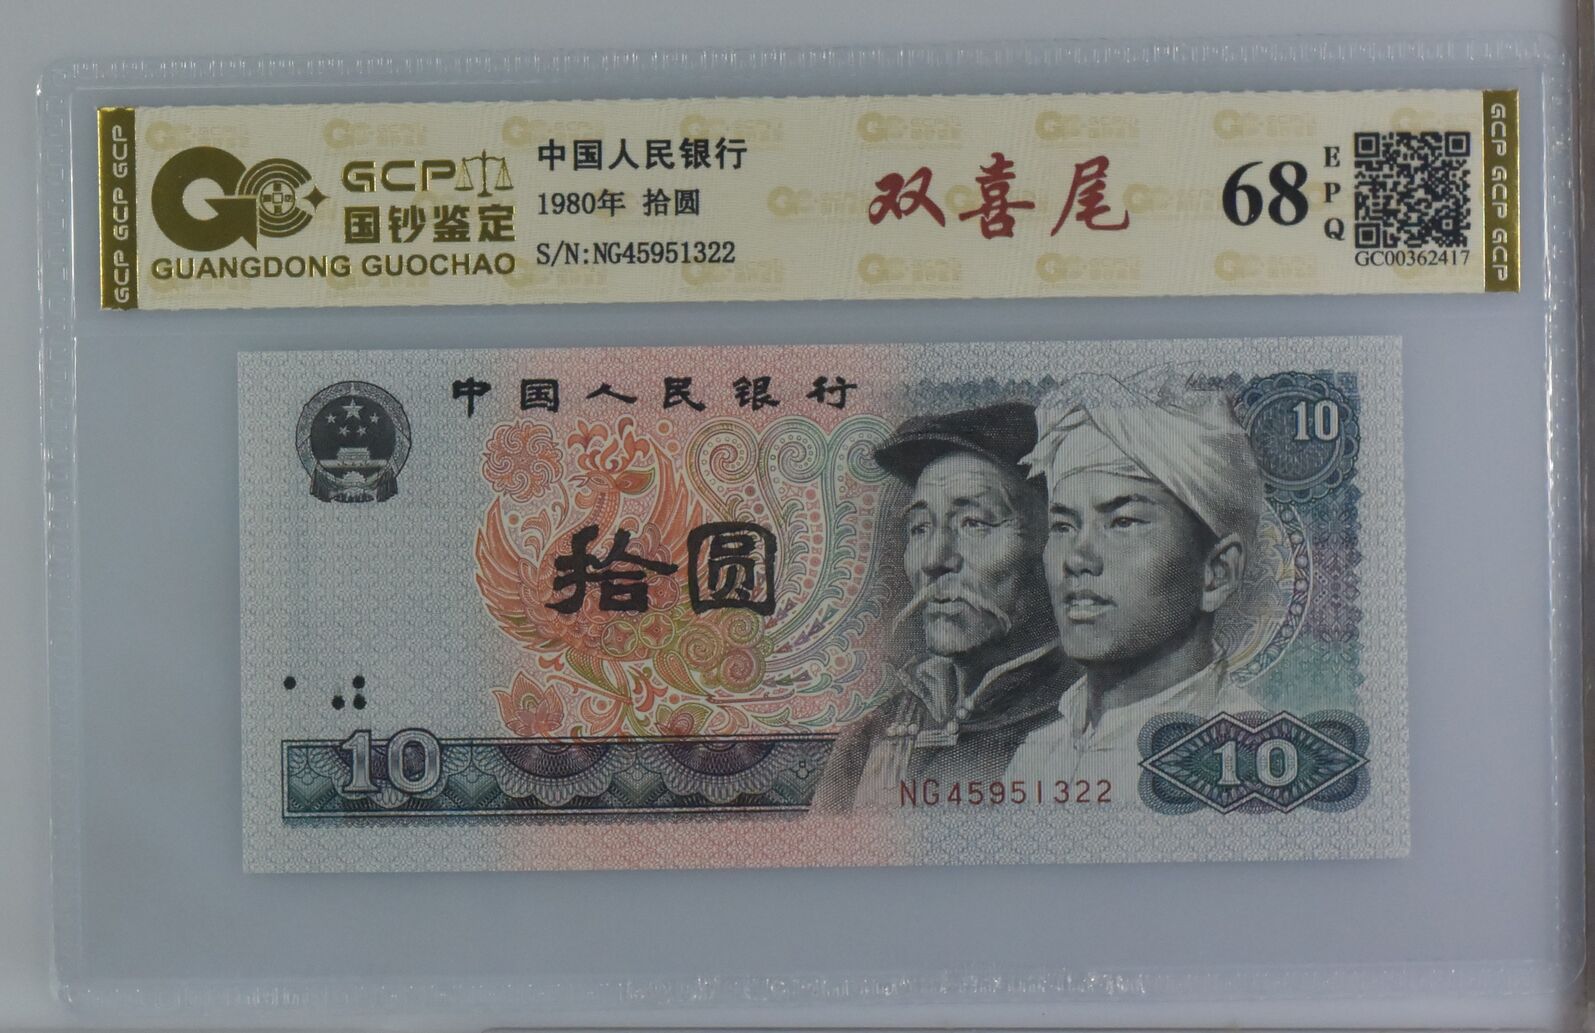 GCP GCP GCP
GCP
国钞鉴定
GUANGDONG GUOCHAO
中国人民银行
1980年 拾圆
S/N:NG45951322
双喜尾
68
EPQ
GC00362417
GCP GCP GCP
中国人民银行
10
拾圆
10
NG45951322
10